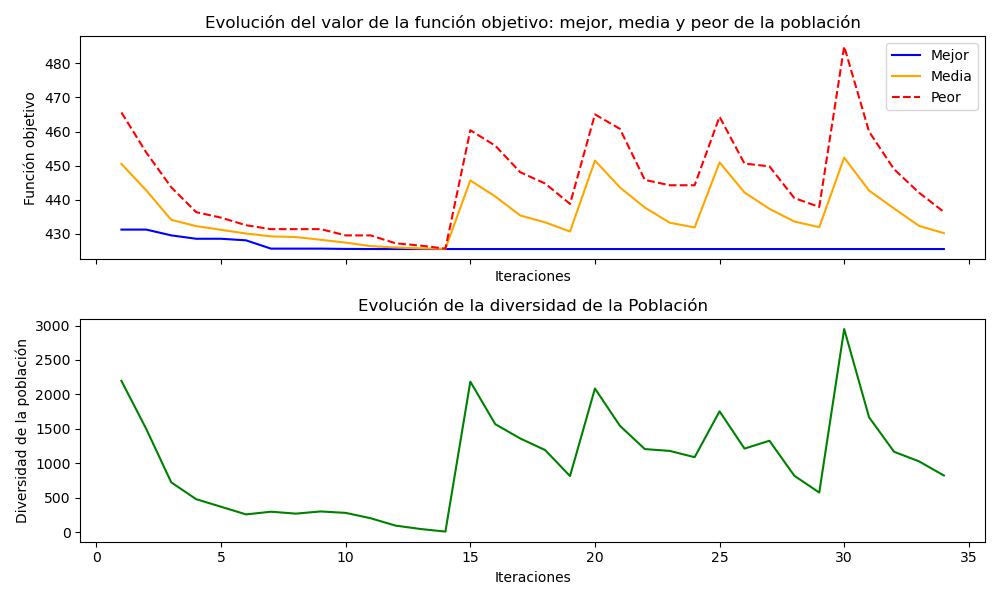 Evolución del valor de la función objetivo: mejor, media y peor de la población
Función objetivo
480
470
460
450
440
430
Mejor
Media
Peor
Iteraciones
Evolución de la diversidad de la Población
Diversidad de la población
3000
2500
2000
1500
1000
500
0
0 5 10 15 20 25 30 35
Iteraciones